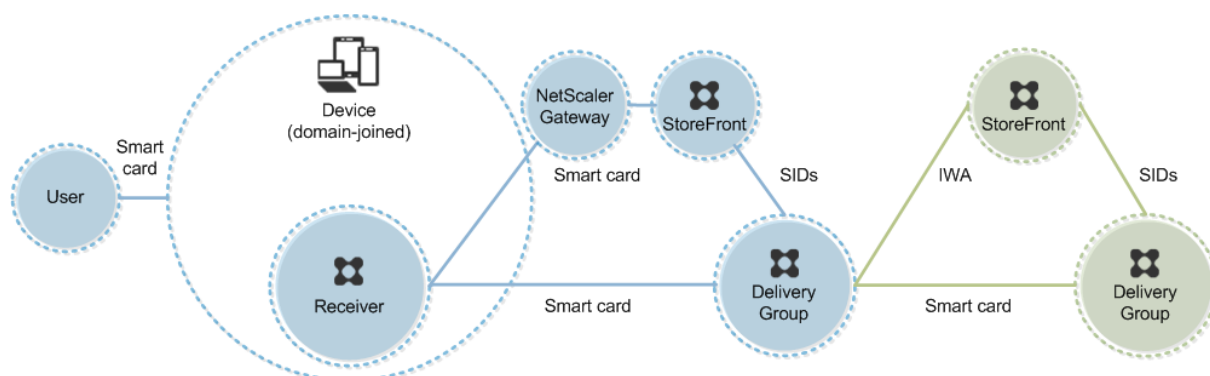 User
Smart
card
Device
(domain-joined)
Receiver
NetScaler
Gateway
StoreFront
Smart card
SIDs
Smart card
Delivery
Group
IWA
StoreFront
SIDs
Smart card
Delivery
Group